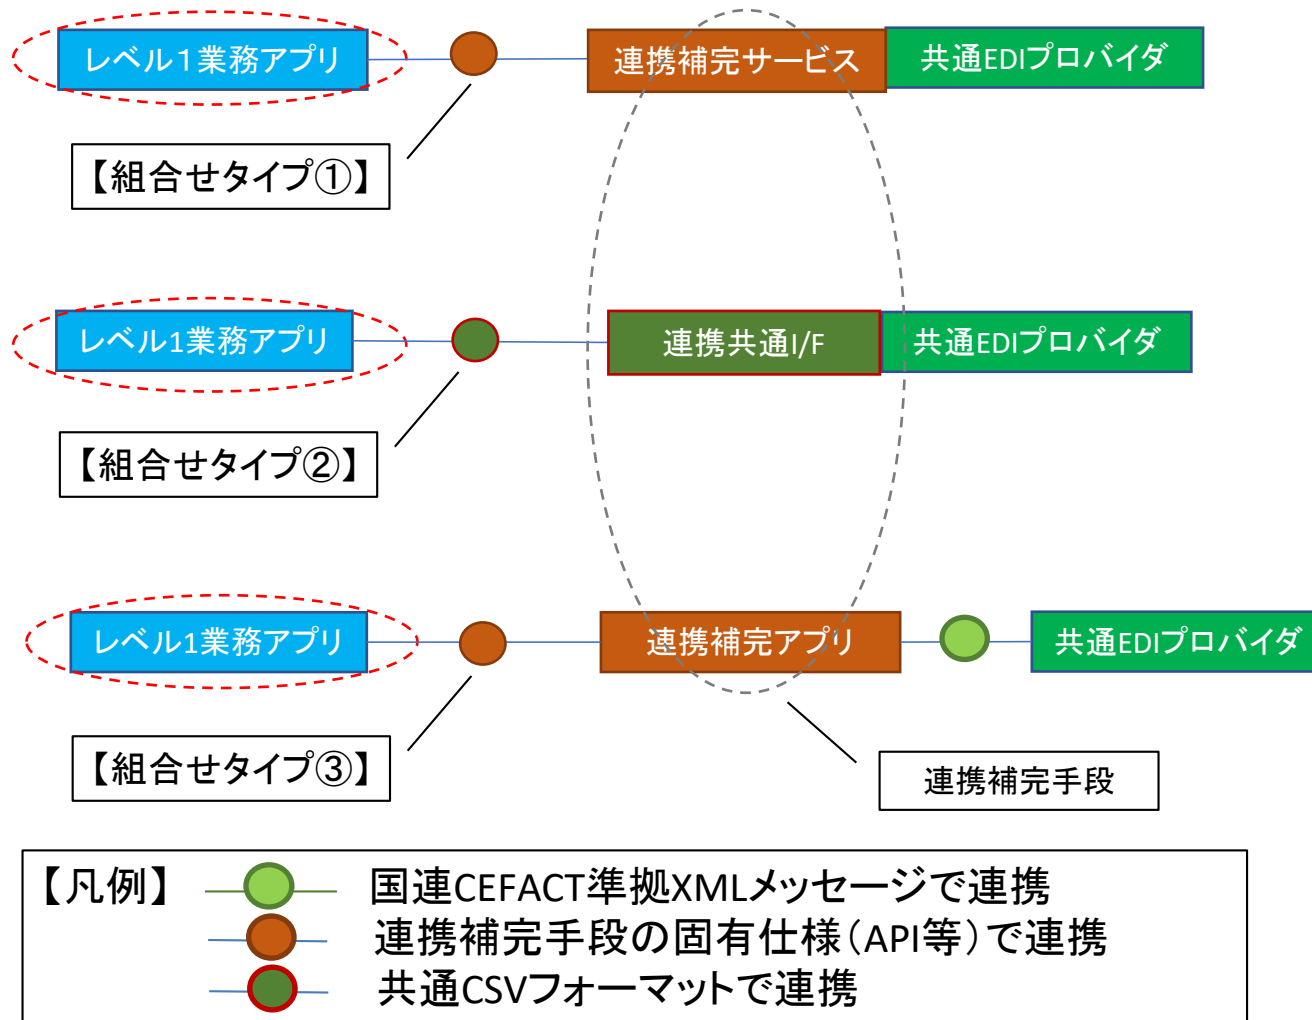 レベル１業務アプリ
連携補完サービス
共通EDIプロバイダ
【組合せタイプ①】
レベル1業務アプリ
連携共通I/F
共通EDIプロバイダ
【組合せタイプ②】
レベル1業務アプリ
連携補完アプリ
共通EDIプロバイダ
【組合せタイプ③】
連携補完手段
【凡例】
国連CEFACT準拠XMLメッセージで連携
連携補完手段の固有仕様（API等）で連携
共通CSVフォーマットで連携